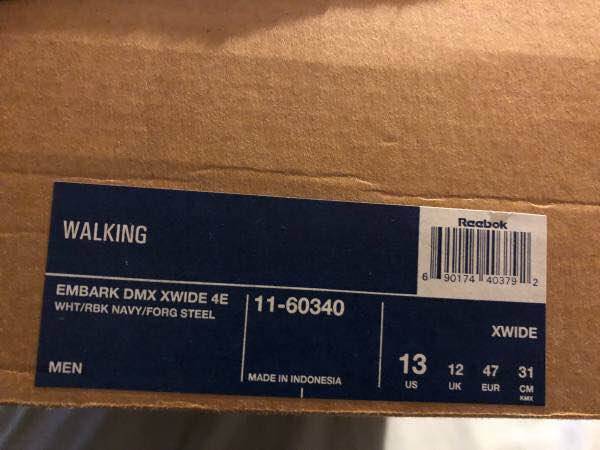 WALKING
Reebok
6 90174 40379 2
EMBARK DMX XWIDE 4E
WHT/RBK NAVY/FORG STEEL
11-60340
XWIDE
MEN
MADE IN INDONESIA
13 12 47 31
US UK EUR CM
KMX